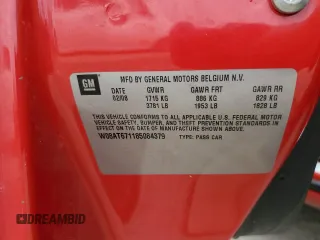 GM
MFD BY GENERAL MOTORS BELGIUM N.V.
DATE GVWR GAWR FRT GAWR RR
02/08 1715 KG 886 KG 829 KG
3781 LB 1953 LB 1828 LB
THIS VEHICLE CONFORMS TO ALL APPLICABLE U.S. FEDERAL MOTOR
VEHICLE SAFETY, BUMPER, AND THEFT PREVENTION STANDARDS IN
EFFECT ON THE DATE OF MANUFACTURE SHOWN ABOVE.
W08AT671185084379 TYPE: PASS CAR
DREAMBID